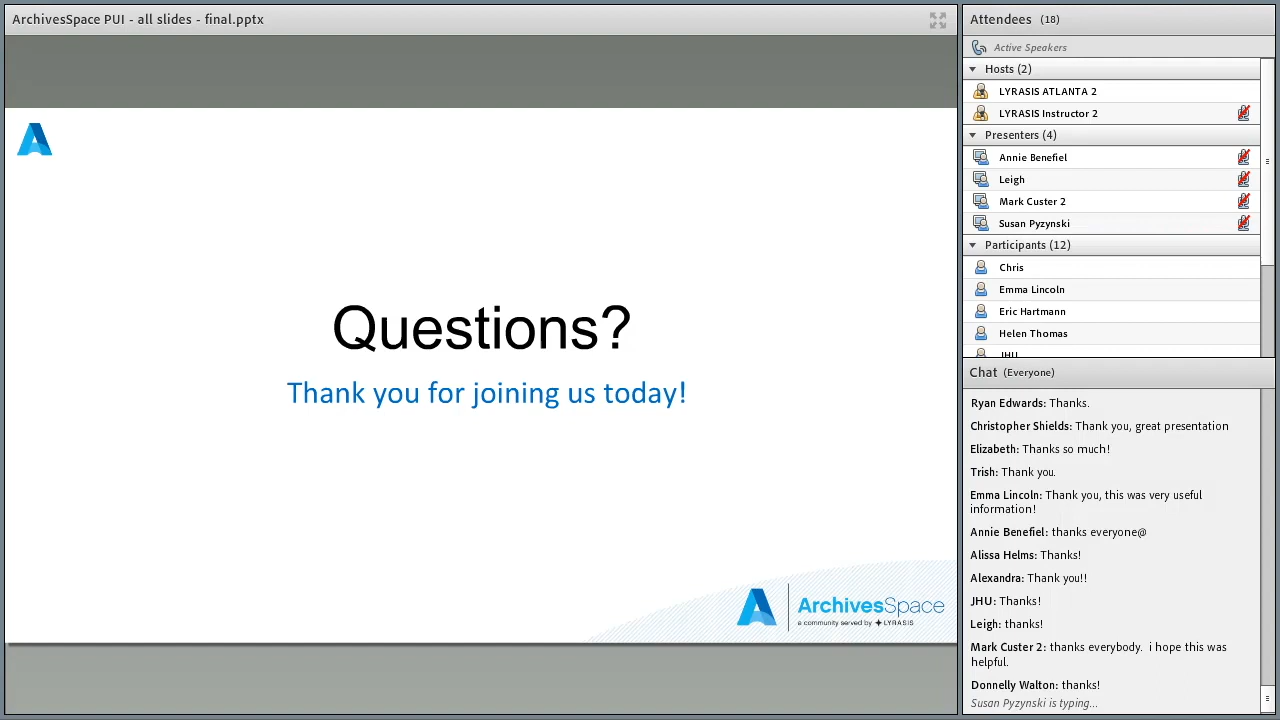 ArchivesSpace PUI - all slides - final.pptx
Questions?
Thank you for joining us today!
ArchivesSpace
a community served by LYRASIS
Attendees (18)
Active Speakers
Hosts (2)
LYRASIS ATLANTA 2
LYRASIS Instructor 2
Presenters (4)
Annie Benefiel
Leigh
Mark Custer 2
Susan Pyzynski
Participants (12)
Chris
Emma Lincoln
Eric Hartmann
Helen Thomas
JHU
Chat (Everyone)
Ryan Edwards: Thanks.
Christopher Shields: Thank you, great presentation
Elizabeth: Thanks so much!
Trish: Thank you.
Emma Lincoln: Thank you, this was very useful
information!
Annie Benefiel: thanks everyone@
Alissa Helms: Thanks!
Alexandra: Thank you!!
JHU: Thanks!
Leigh: thanks!
Mark Custer 2: thanks everybody.  i hope this was
helpful.
Donnelly Walton: thanks!
Susan Pyzynski is typing...